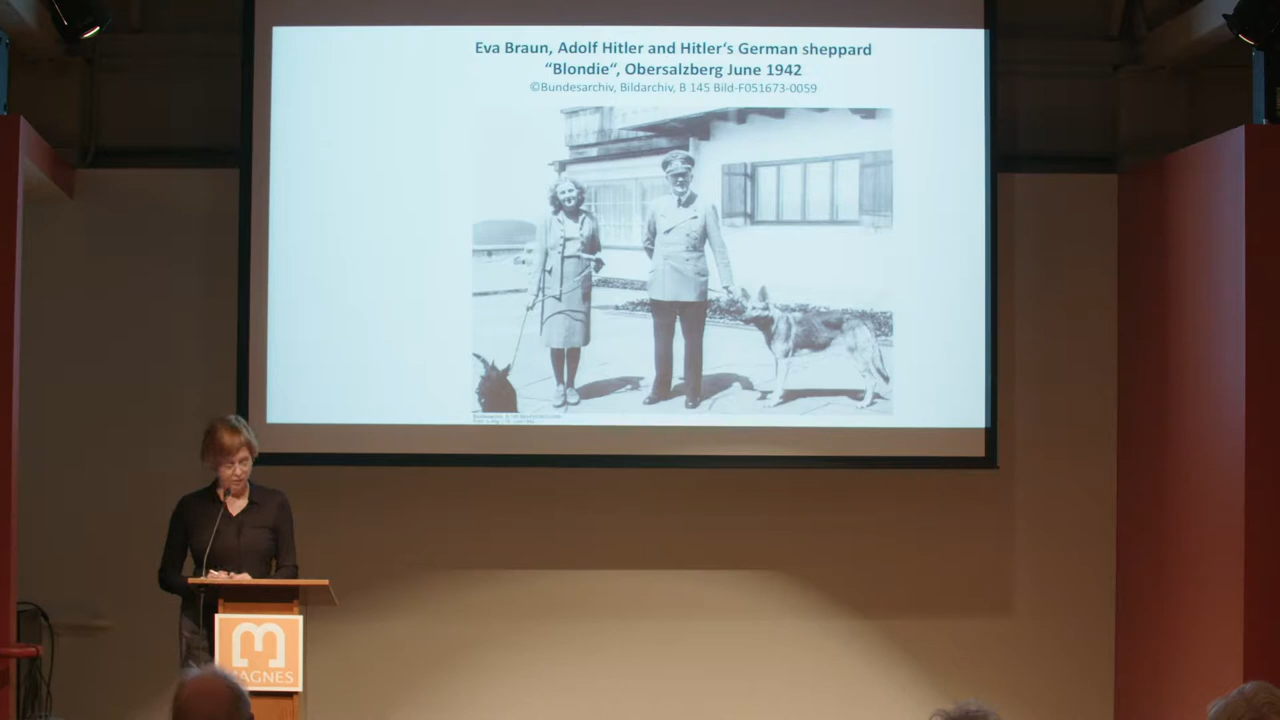 Eva Braun, Adolf Hitler and Hitler‘s German sheppard
“Blondie“, Obersalzberg June 1942
©Bundesarchiv, Bildarchiv, B 145 Bild-F051673-0059
MAGNES